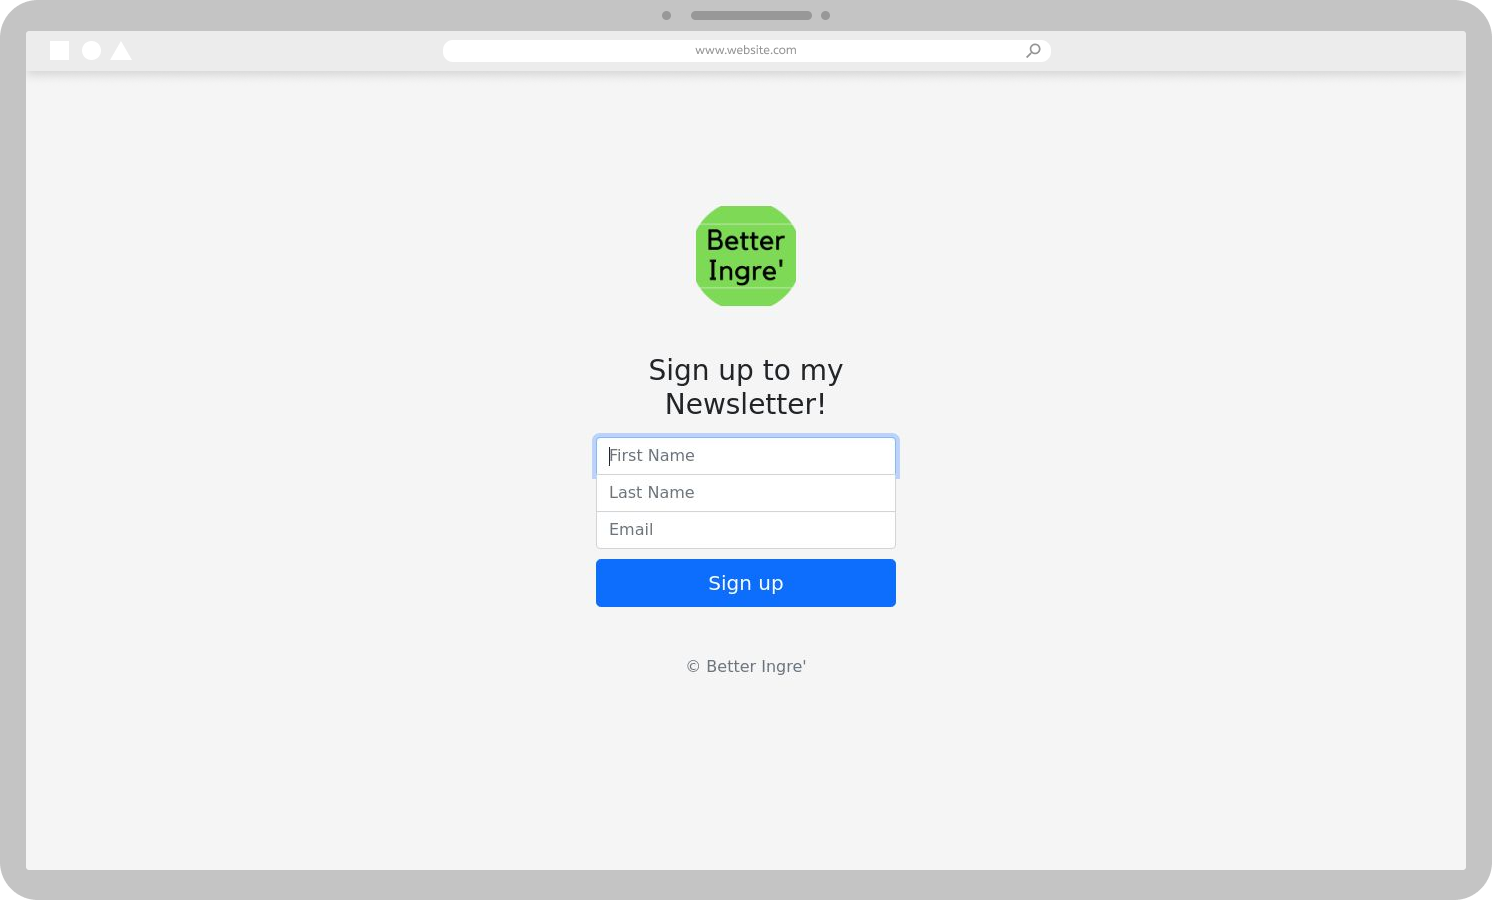 www.website.com
Better
Ingre'
Sign up to my
Newsletter!
First Name
Last Name
Email
Sign up
© Better Ingre'